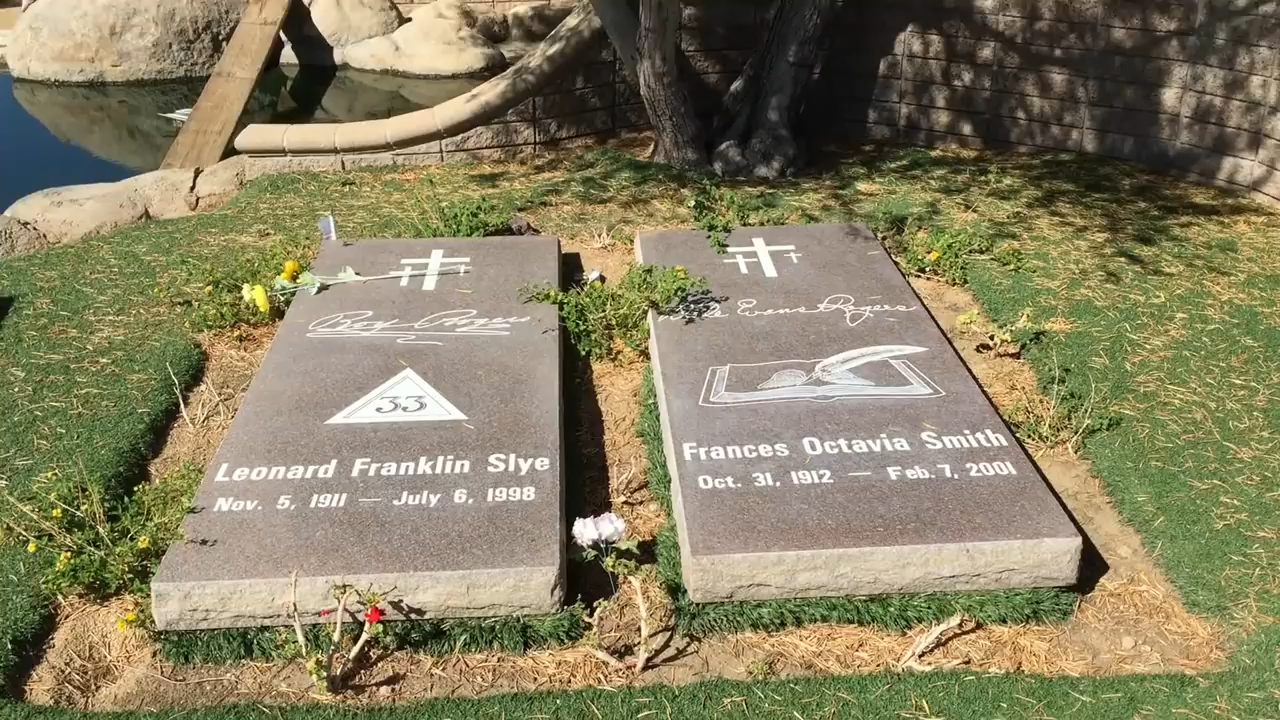 Roy Rogers
33
Leonard Franklin Slye
Nov. 5, 1911 — July 6, 1998
Evans Rogers
Frances Octavia Smith
Oct. 31, 1912 — Feb. 7, 2001